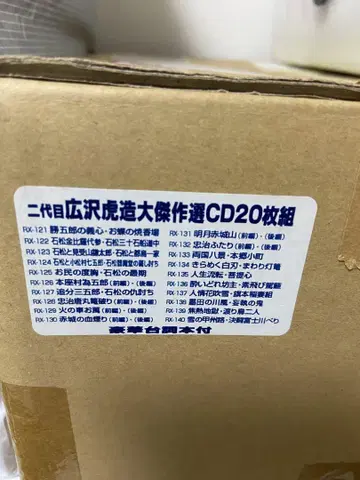 二代目広沢虎造大傑作選CD20枚組
RX-121 勝五郎の義心・お蝶の焼香場
RX-122 石松金比羅代参・石松三十石船道中
RX-123 石松と見受山鎌太郎・石松と都鳥一家
RX-124 石松と小松村七五郎・石松閻魔堂の欺し討ち
RX-125 お民の度胸・石松の最期
RX-126 本座村為五郎(前編)・(後編)
RX-127 追分三五郎・石松の仇討ち
RX-128 忠治唐丸篭破り(前編)・(後編)
RX-129 火の車お萬(前編)・(後編)
RX-130 赤城の血煙り(前編)・(後編)
RX-131 明月赤城山(前編)・(後編)
RX-132 忠治ふたり(前編)・(後編)
RX-133 両国八景・本郷小町
RX-134 きらめく白刃・まわり灯篭
RX-135 人生流転・菩提心
RX-136 酔いどれ坊主・素飛び駕籠
RX-137 人情花吹雪・旗本稲妻組
RX-138 墨田の川風・妄執の鬼
RX-139 焦熱地獄・渡り鳥二人
RX-140 雪の甲州路・決闘富士川べり
豪華台調本付